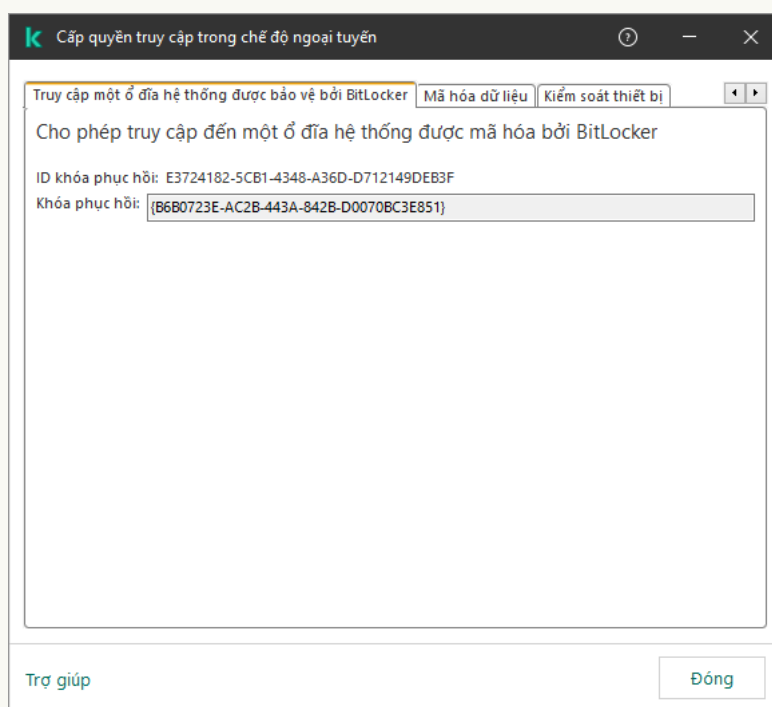 Cấp quyền truy cập trong chế độ ngoại tuyến
Truy cập một ổ đĩa hệ thống được bảo vệ bởi BitLocker Mã hóa dữ liệu Kiểm soát thiết bị
Cho phép truy cập đến một ổ đĩa hệ thống được mã hóa bởi BitLocker
ID khóa phục hồi: E3724182-5CB1-4348-A36D-D712149DEB3F
Khóa phục hồi: {B6B0723E-AC2B-443A-842B-D0070BC3E851}
Trợ giúp Đóng